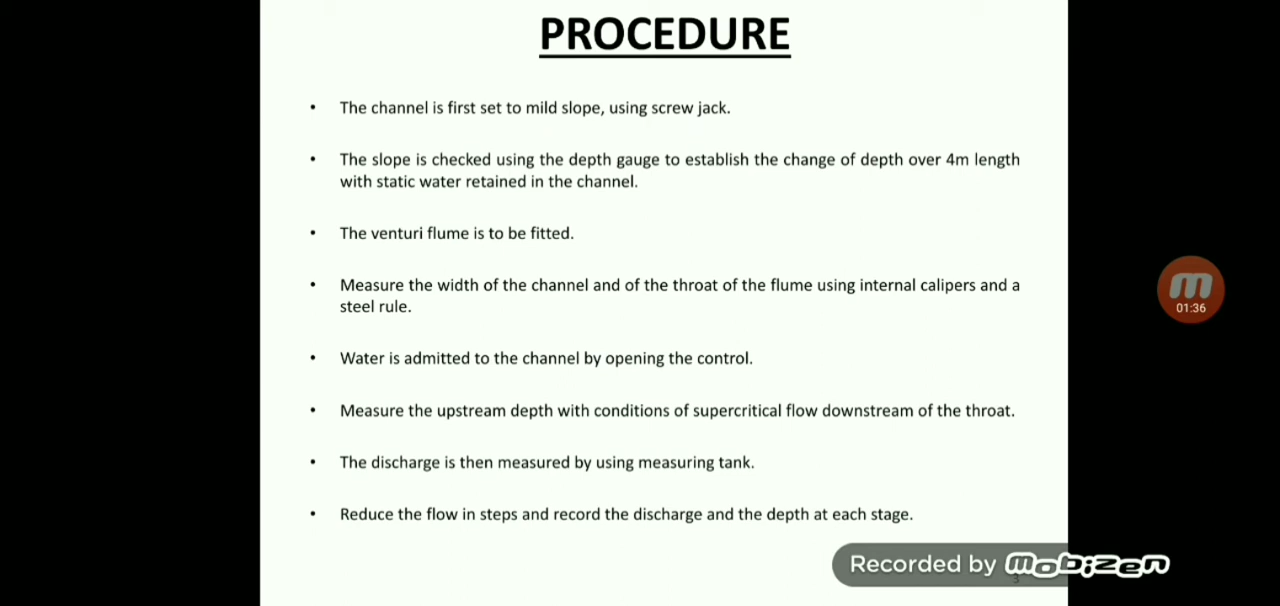 PROCEDURE
• The channel is first set to mild slope, using screw jack.
• The slope is checked using the depth gauge to establish the change of depth over 4m length
with static water retained in the channel.
• The venturi flume is to be fitted.
• Measure the width of the channel and of the throat of the flume using internal calipers and a
steel rule.
• Water is admitted to the channel by opening the control.
• Measure the upstream depth with conditions of supercritical flow downstream of the throat.
• The discharge is then measured by using measuring tank.
• Reduce the flow in steps and record the discharge and the depth at each stage.
01:36
Recorded by mobizen
3